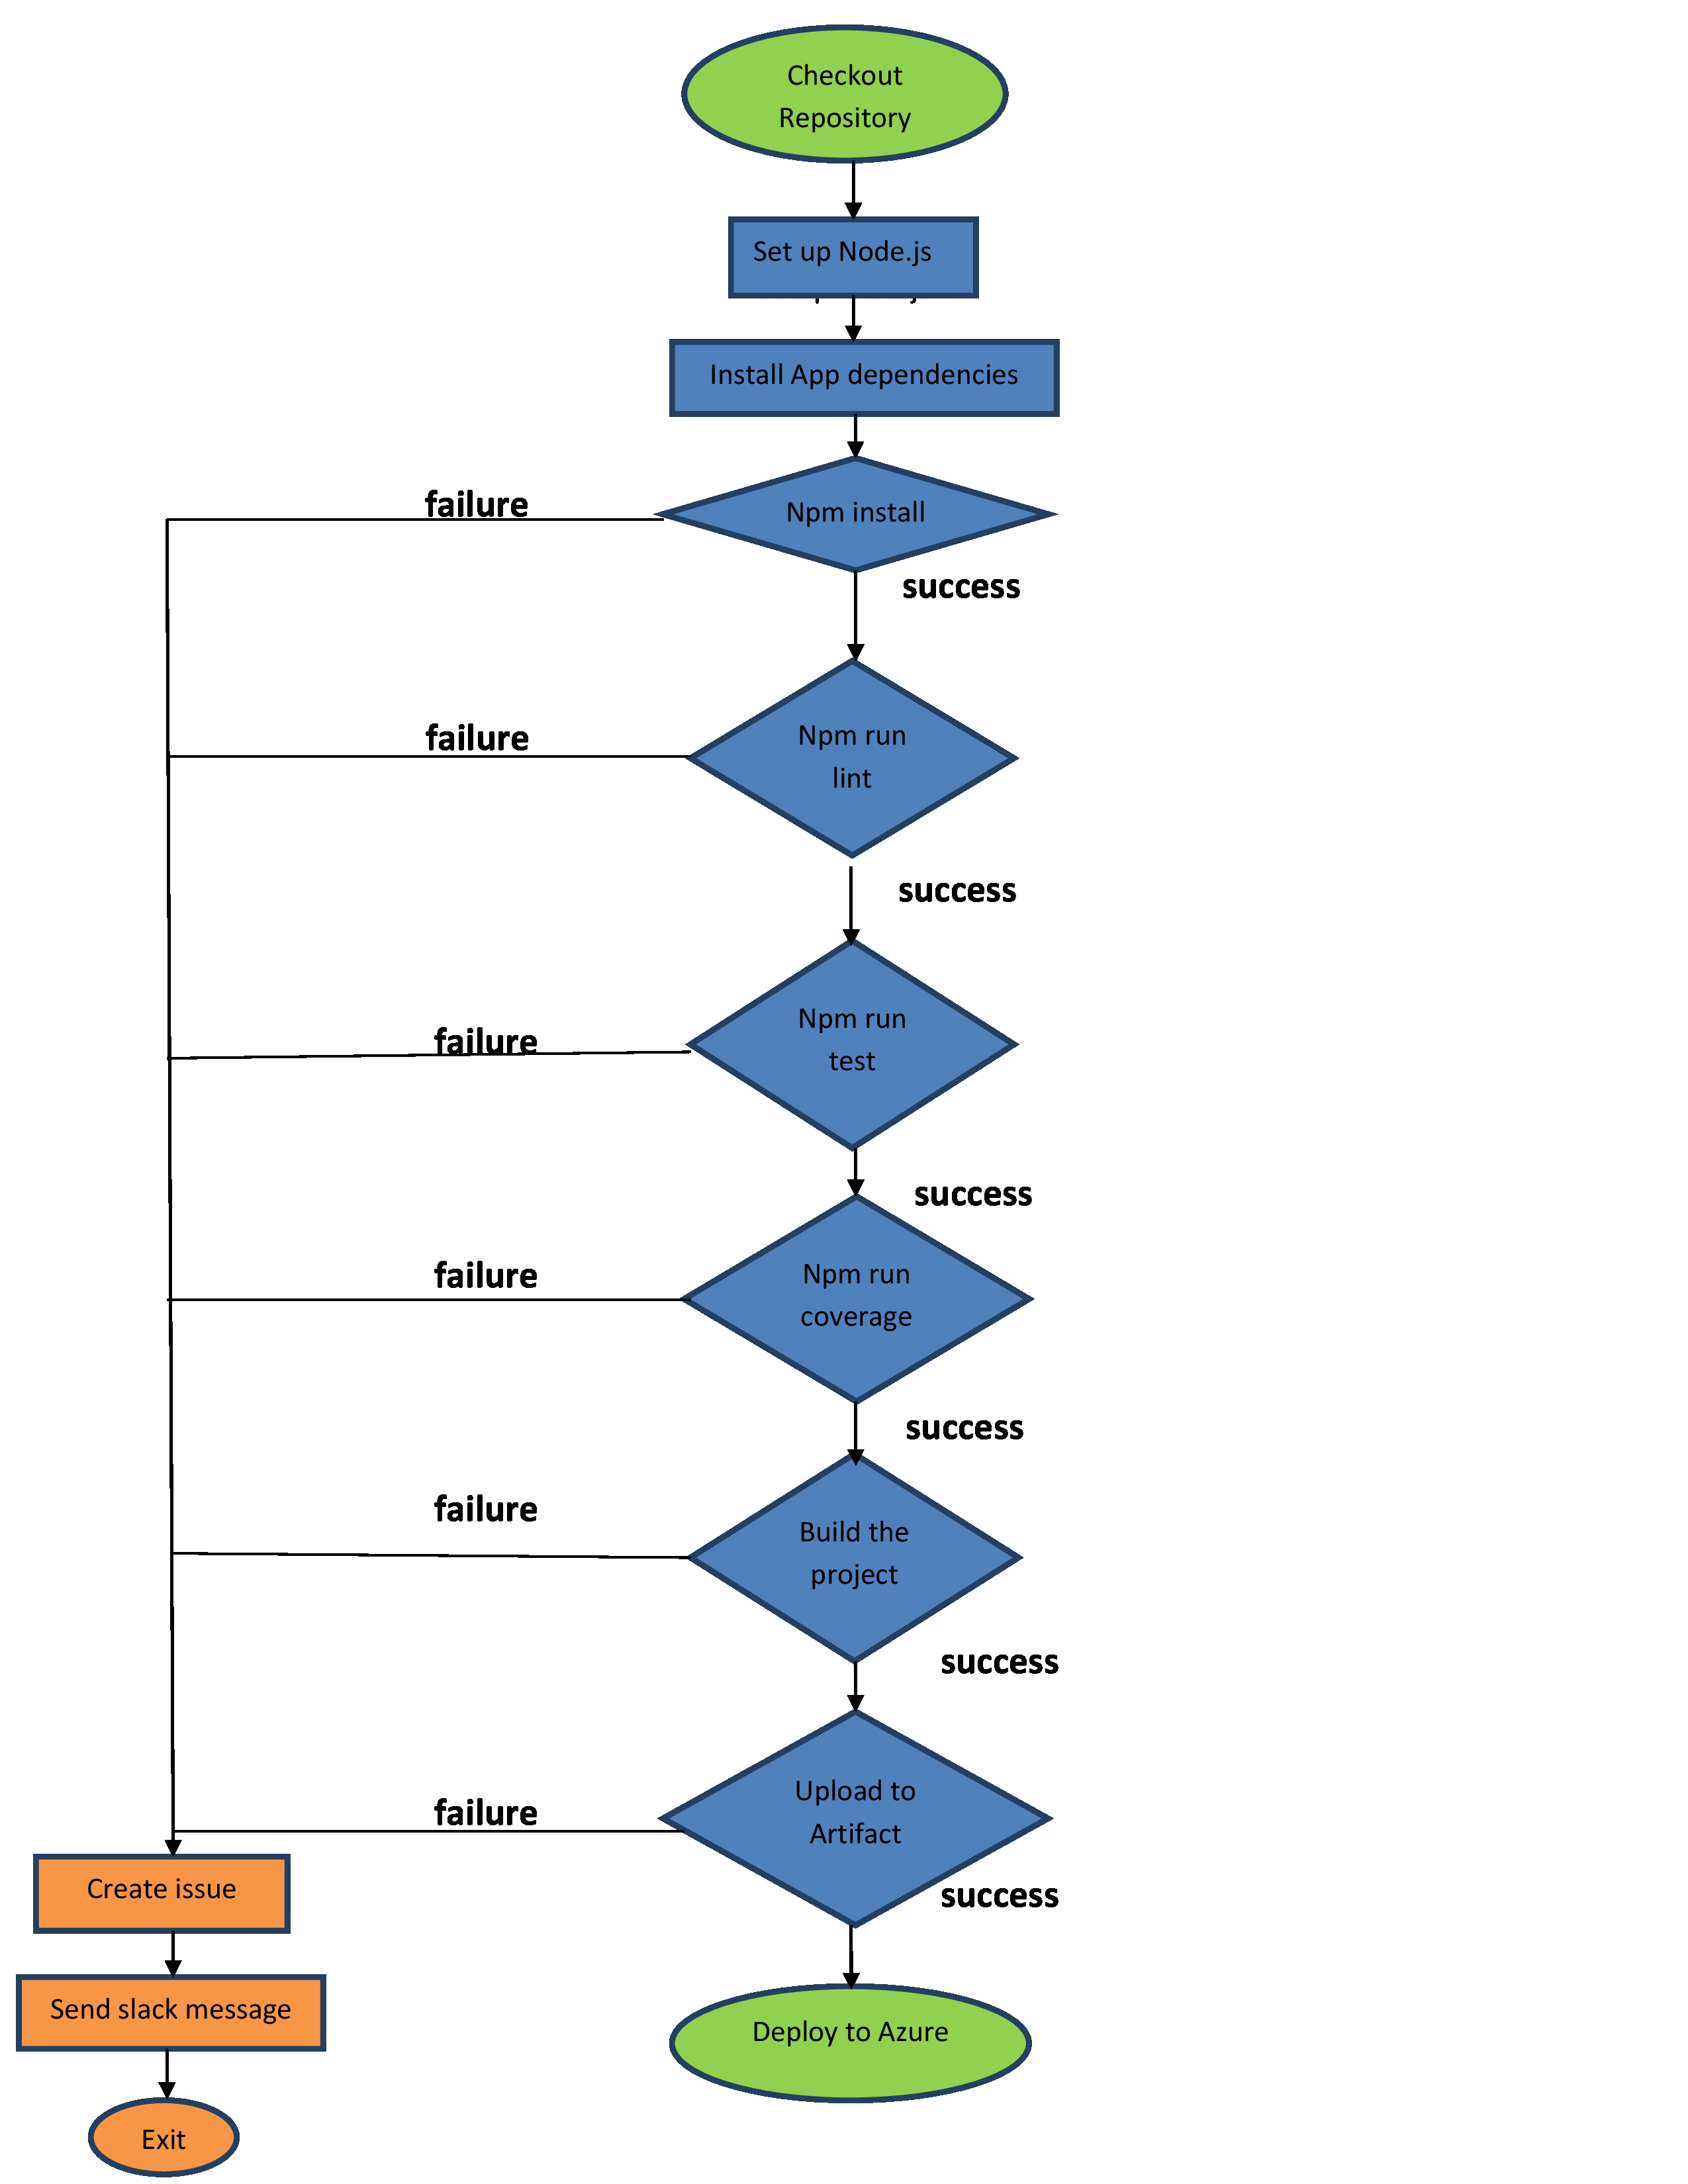 Checkout
Repository
Set up Node.js
Install App dependencies
Npm install
failure
success
Npm run
lint
failure
success
Npm run
test
failure
success
Npm run
coverage
failure
success
Build the
project
failure
success
Upload to
Artifact
failure
success
Create issue
Send slack message
Deploy to Azure
Exit